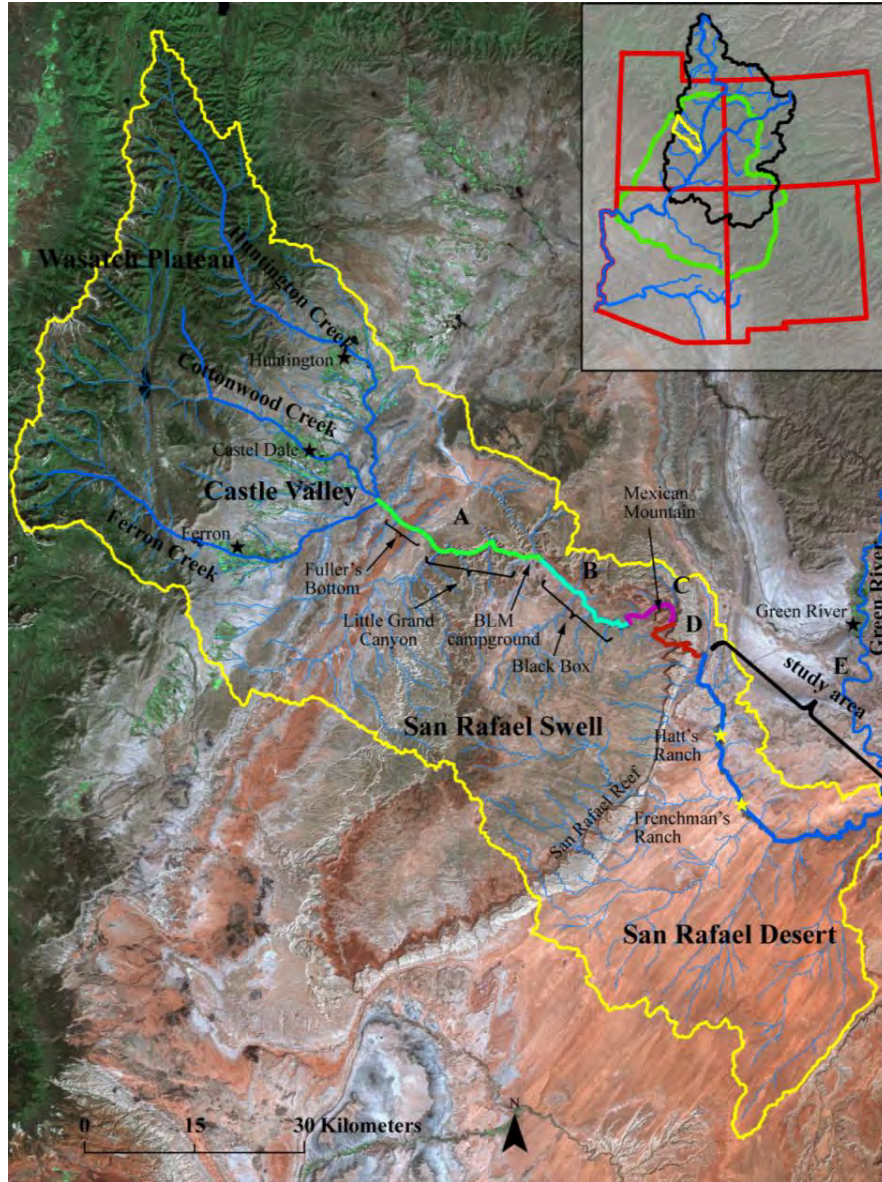 Wasatch Plateau
Huntington Creek
Huntington
Cottonwood Creek
Castel Dale
Castle Valley
Ferron Creek
Ferron
A
Mexican
Mountain
Fuller's
Bottom
B
C
Little Grand
Canyon
BLM
campground
D
Green River
Green River
Black Box
E
study area
San Rafael Swell
Hatt's
Ranch
San Rafael Reef
Frenchman's
Ranch
San Rafael Desert
N
0 15 30 Kilometers